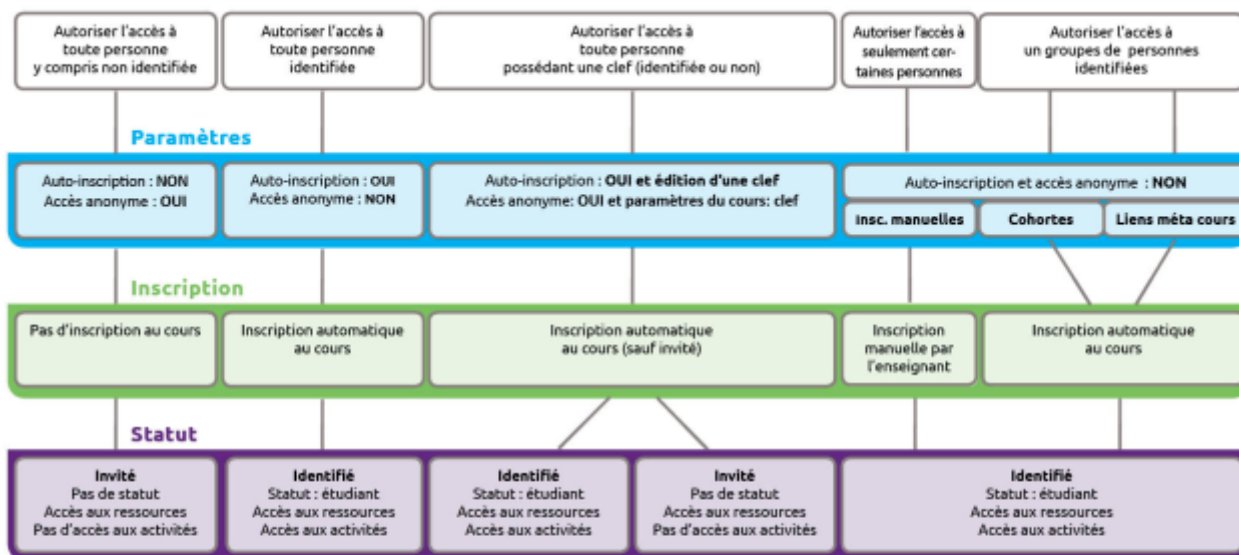 Autoriser l'accès à
toute personne
y compris non identifiée
Autoriser l'accès à
toute personne
identifiée
Autoriser l'accès à
toute personne
possédant une clef (identifiée ou non)
Autoriser l'accès à
seulement cer-
taines personnes
Autoriser l'accès à
un groupes de personnes
identifiées
Paramètres
Auto-inscription : NON
Accès anonyme : OUI
Auto-inscription : OUI
Accès anonyme : NON
Auto-inscription : OUI et édition d'une clef
Accès anonyme: OUI et paramètres du cours: clef
Auto-inscription et accès anonyme : NON
Insc. manuelles
Cohortes
Liens méta cours
Inscription
Pas d'inscription au cours
Inscription automatique
au cours
Inscription automatique
au cours (sauf invité)
Inscription
manuelle par
l'enseignant
Inscription automatique
au cours
Statut
Invité
Pas de statut
Accès aux ressources
Pas d'accès aux activités
Identifié
Statut : étudiant
Accès aux ressources
Accès aux activités
Identifié
Statut : étudiant
Accès aux ressources
Accès aux activités
Invité
Pas de statut
Accès aux ressources
Pas d'accès aux activités
Identifié
Statut : étudiant
Accès aux ressources
Accès aux activités